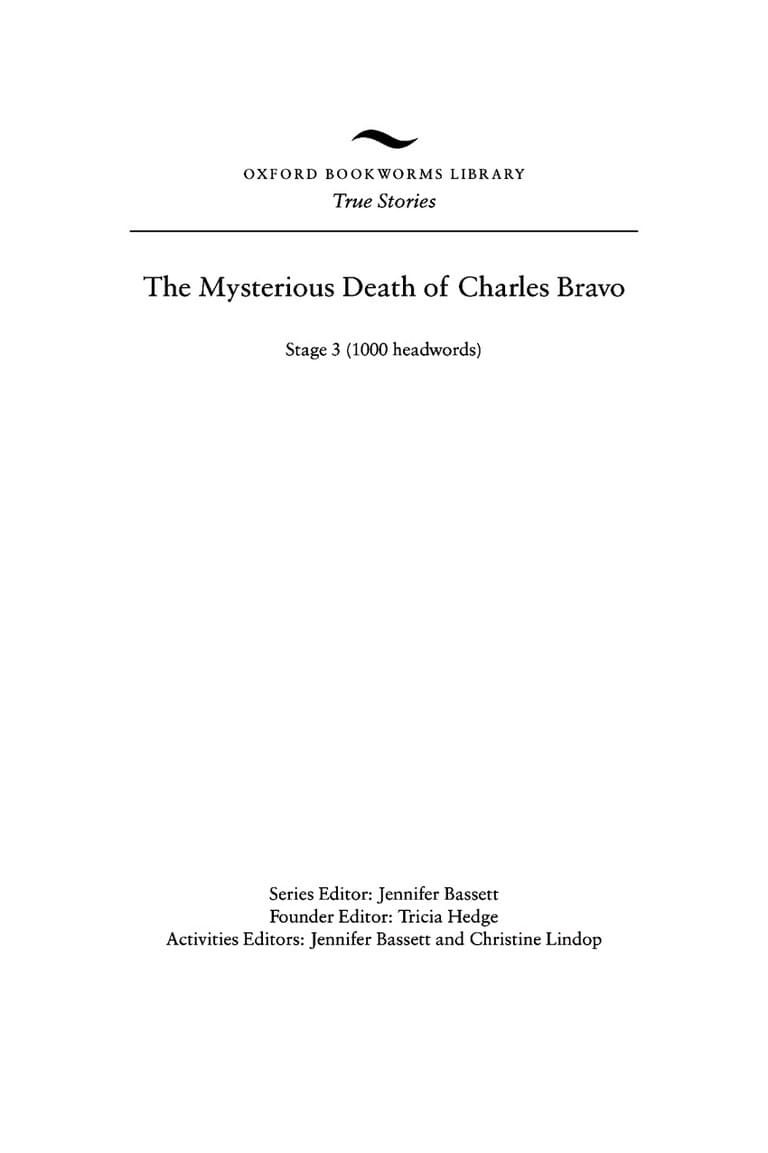 OXFORD BOOKWORMS LIBRARY
True Stories
The Mysterious Death of Charles Bravo
Stage 3 (1000 headwords)
Series Editor: Jennifer Bassett
Founder Editor: Tricia Hedge
Activities Editors: Jennifer Bassett and Christine Lindop